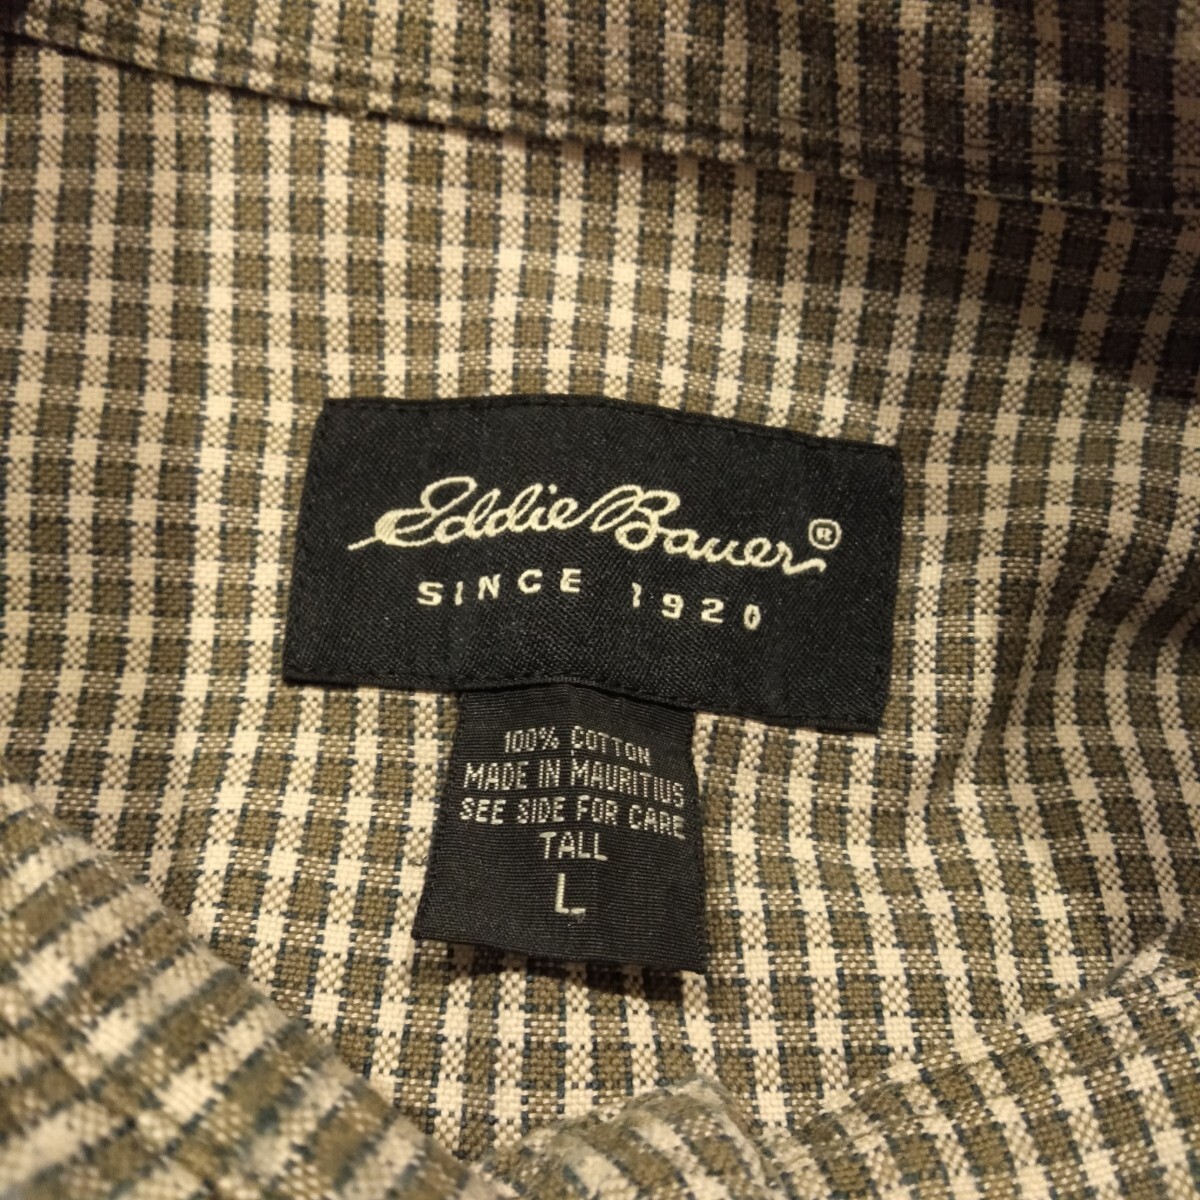 Eddie Bauer®
SINCE 1920
100% COTTON
MADE IN MAURITIUS
SEE SIDE FOR CARE
TALL
L